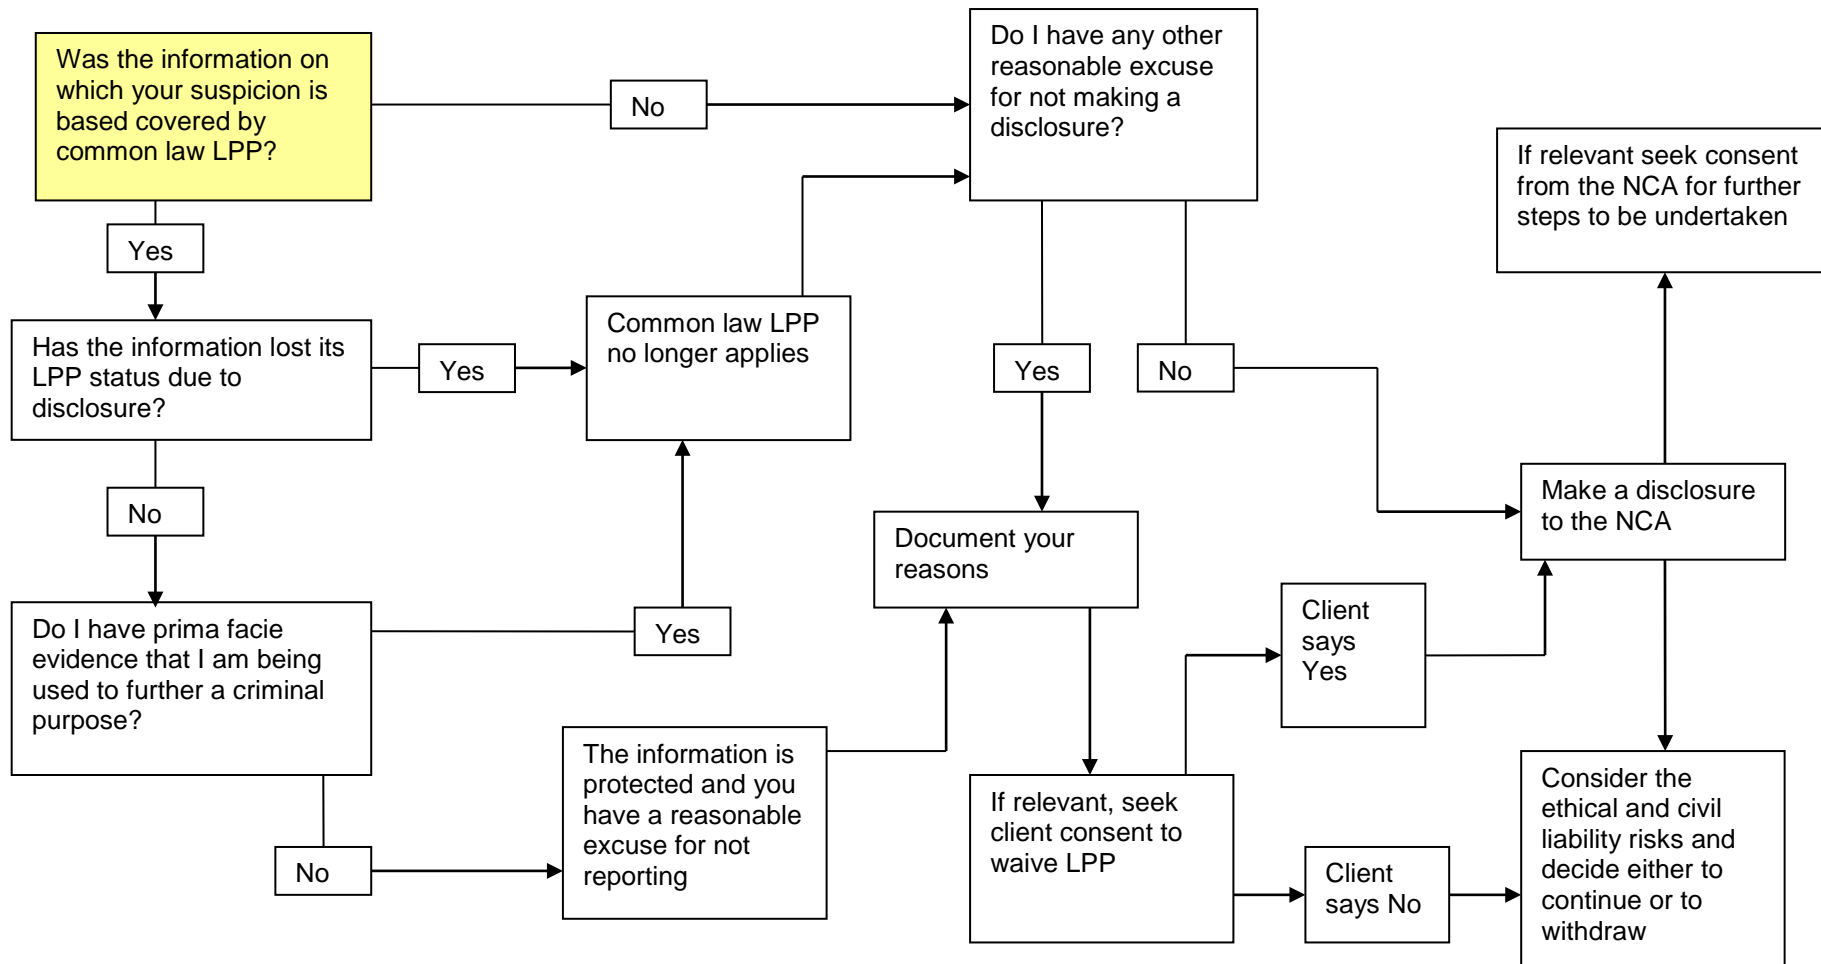 Was the information on
which your suspicion is
based covered by
common law LPP?
No
Do I have any other
reasonable excuse
for not making a
disclosure?
If relevant seek consent
from the NCA for further
steps to be undertaken
Yes
Has the information lost its
LPP status due to
disclosure?
Yes
Common law LPP
no longer applies
Yes
No
No
Make a disclosure
to the NCA
Document your
reasons
Do I have prima facie
evidence that I am being
used to further a criminal
purpose?
Yes
Client
says
Yes
The information is
protected and you
have a reasonable
excuse for not
reporting
No
If relevant, seek
client consent to
waive LPP
Client
says No
Consider the
ethical and civil
liability risks and
decide either to
continue or to
withdraw